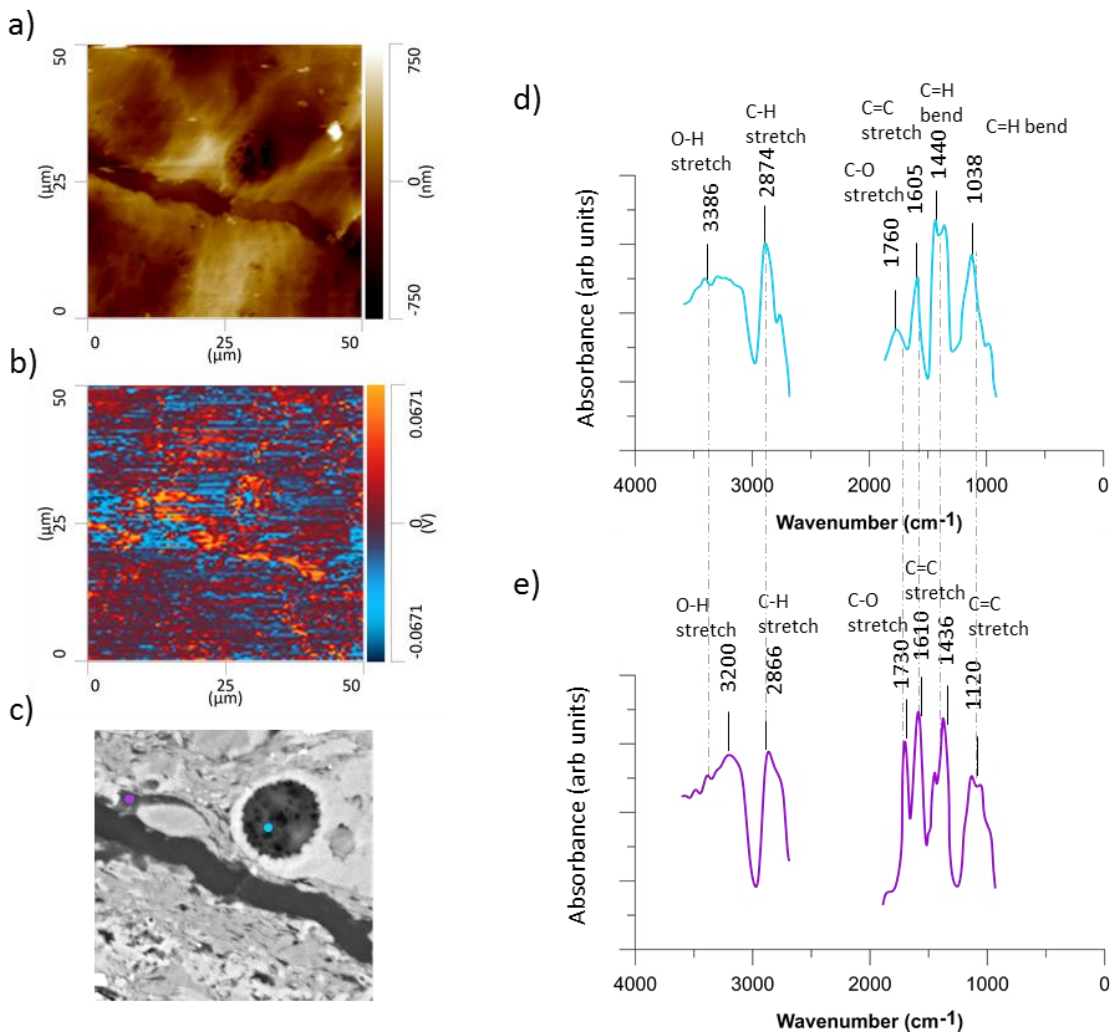 a)
50
25
0
(µm)
0
25
50
(µm)
750
0
(nm)
-750
b)
50
25
0
(µm)
0
25
50
(µm)
0.0671
0
(V)
-0.0671
c)
d)
O-H
stretch
3386
C-H
stretch
2874
C-O
stretch
1760
C=C
stretch
1605
C=H
bend
1440
C=H bend
1038
Absorbance (arb units)
4000
3000
2000
1000
0
Wavenumber (cm-1)
e)
O-H
stretch
3200
C-H
stretch
2866
C-O
stretch
1730
C=C
stretch
1610
1436
C=C
stretch
1120
Absorbance (arb units)
4000
3000
2000
1000
0
Wavenumber (cm-1)